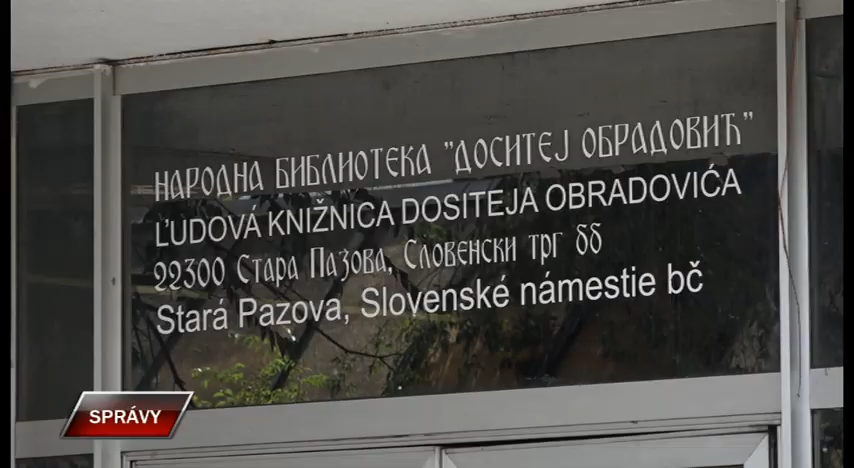 НАРОДНА БИБЛИОТЕКА "ДОСИТЕЈ ОБРАДОВИЋ"
ĽUDOVÁ KNIŽNICA DOSITEJA OBRADOVIĆA
22300 Стара Пазова, Словенски трг бб
Stará Pazova, Slovenské námestie bč
SPRÁVY